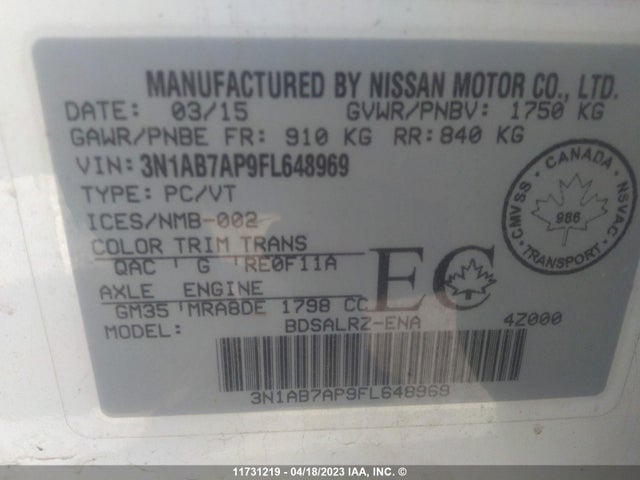 MANUFACTURED BY NISSAN MOTOR CO., LTD.
DATE: 03/15 GVWR/PNBV: 1750 KG
GAWR/PNBE FR: 910 KG RR:840 KG
VIN: 3N1AB7AP9FL648969
TYPE: PC/VT
ICES/NMB-002
COLOR TRIM TRANS
QAC G RE0F11A
AXLE ENGINE
GM35 MRA8DE 1798 CC
MODEL: BDSALRZ-ENA 4Z000
EC
CMVSS CANADA NSVAC TRANSPORT
986
3N1AB7AP9FL648969
11731219 - 04/18/2023 IAA, INC. ©